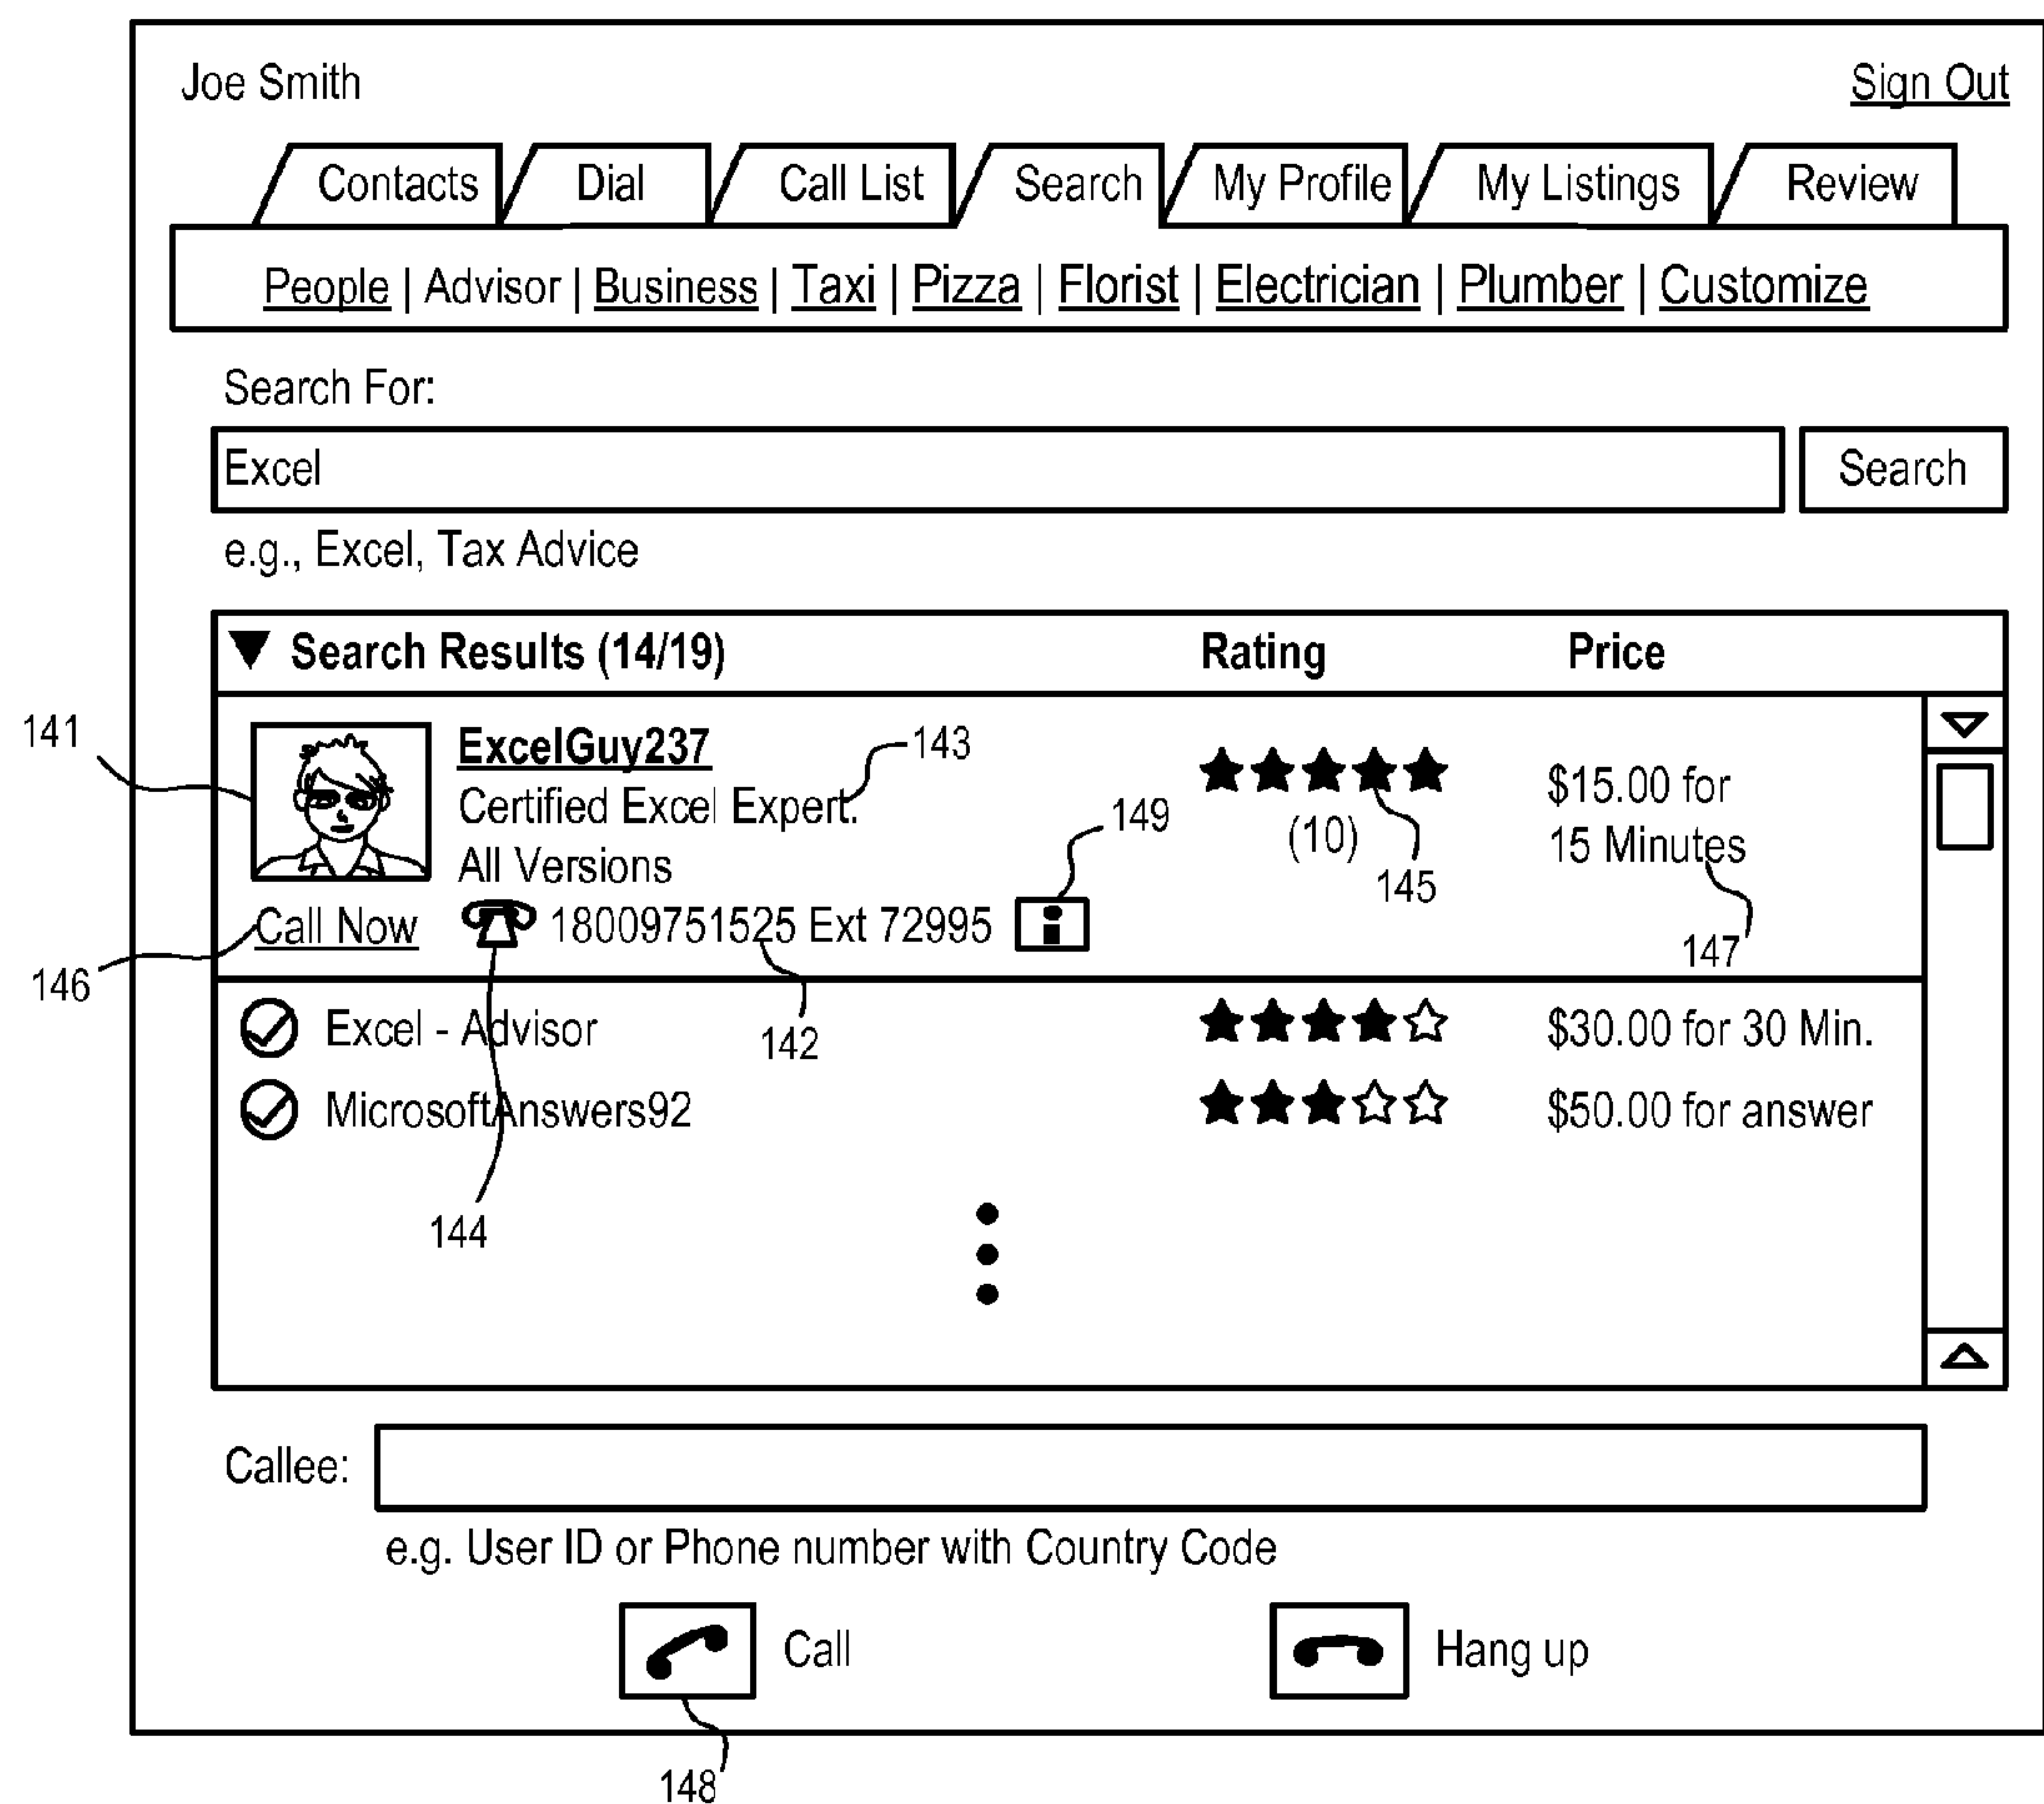 Joe Smith Sign Out
Contacts Dial Call List Search My Profile My Listings Review
People | Advisor | Business | Taxi | Pizza | Florist | Electrician | Plumber | Customize
Search For:
Excel Search
e.g., Excel, Tax Advice
Search Results (14/19) Rating Price
141 ExcelGuy237 143
Certified Excel Expert. $15.00 for
149 (10) 15 Minutes
All Versions 145
Call Now 18009751525 Ext 72995 i 147
146
Excel - Advisor 142 $30.00 for 30 Min.
MicrosoftAnswers92 $50.00 for answer
144
Callee:
e.g. User ID or Phone number with Country Code
Call Hang up
148